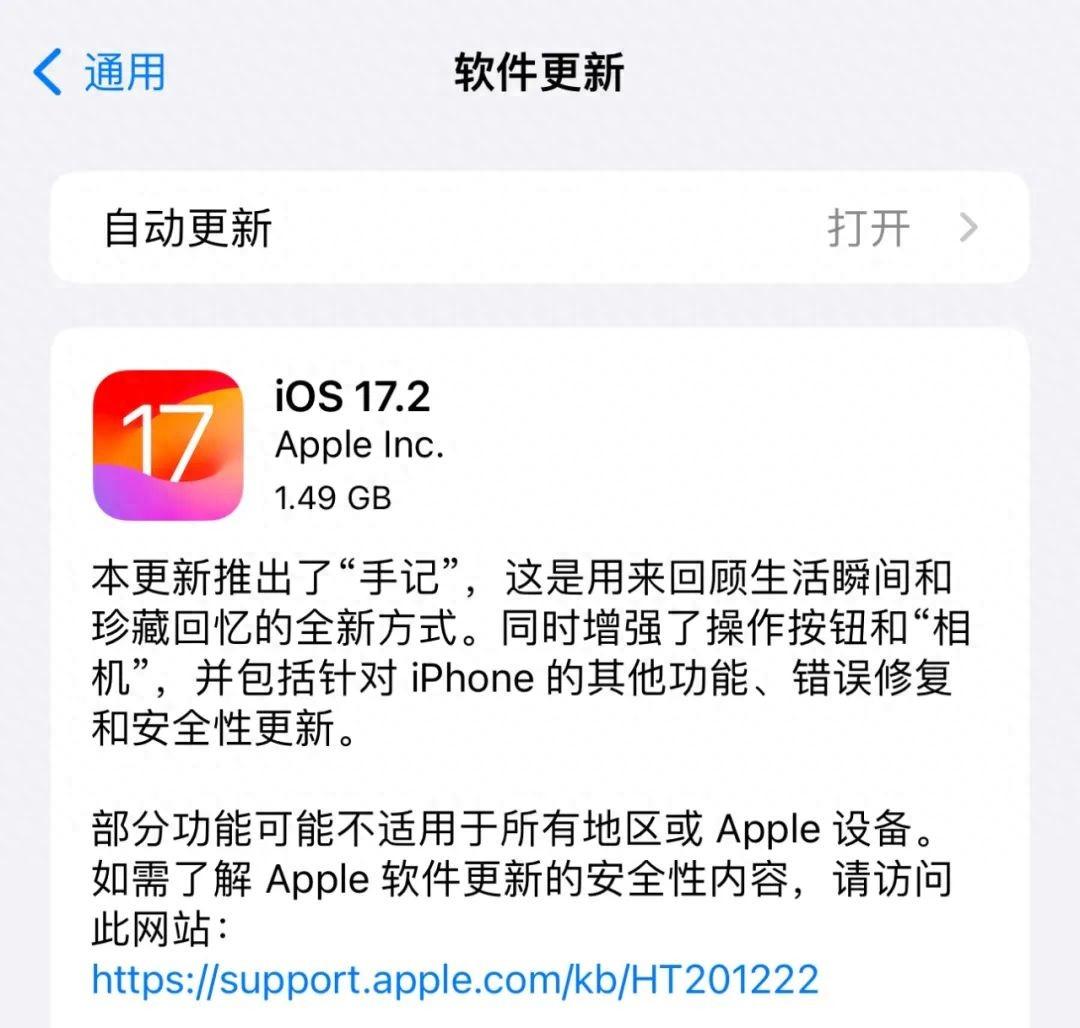 通用
软件更新
自动更新
打开
17
iOS 17.2
Apple Inc.
1.49 GB
本更新推出了“手记”，这是用来回顾生活瞬间和
珍藏回忆的全新方式。同时增强了操作按钮和“相
机”，并包括针对 iPhone 的其他功能、错误修复
和安全性更新。
部分功能可能不适用于所有地区或 Apple 设备。
如需了解 Apple 软件更新的安全性内容，请访问
此网站：
https://support.apple.com/kb/HT201222